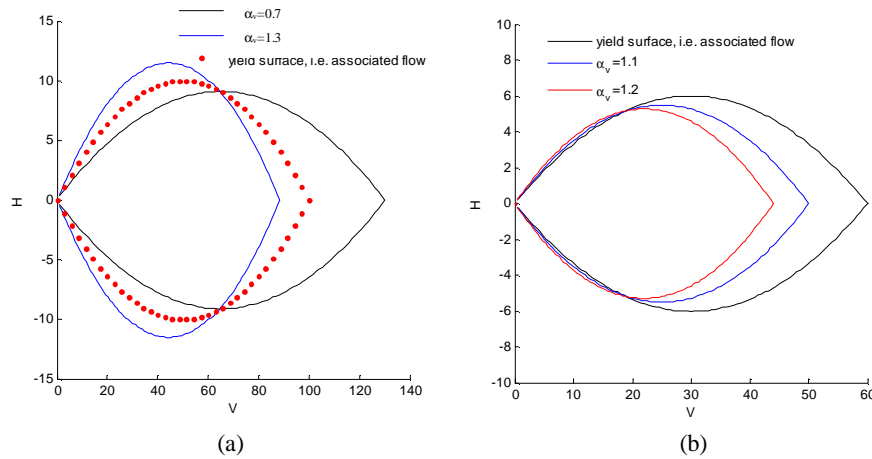 αᵥ=0.7
αᵥ=1.3
yield surface, i.e. associated flow
15
10
5
0
-5
-10
-15
H
0 20 40 60 80 100 120 140
V
(a)
yield surface, i.e. associated flow
αᵥ=1.1
αᵥ=1.2
10
8
6
4
2
0
-2
-4
-6
-8
-10
H
0 10 20 30 40 50 60
V
(b)